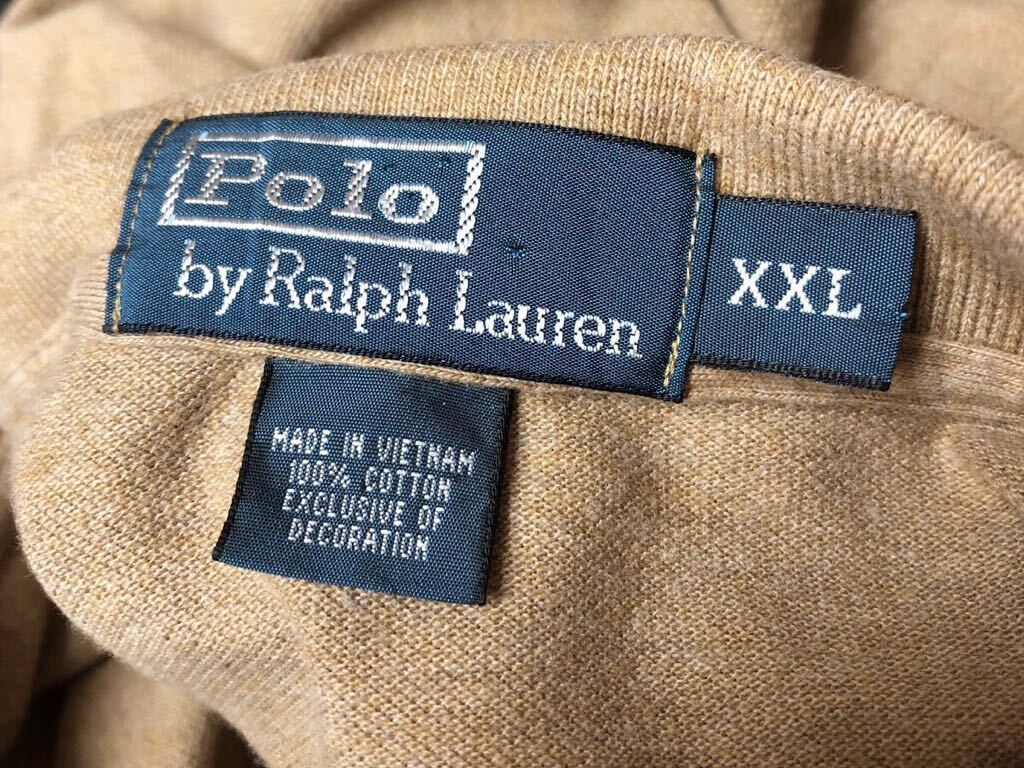 Polo
by Ralph Lauren
XXL
MADE IN VIETNAM
100% COTTON
EXCLUSIVE OF
DECORATION